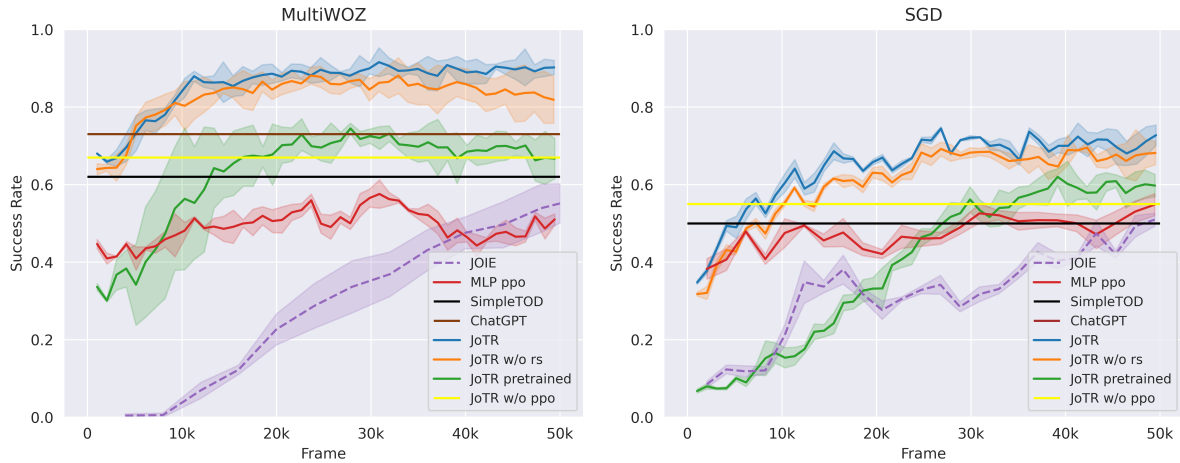 MultiWOZ
1.0
0.8
0.6
0.4
0.2
0.0
Success Rate
0
10k
20k
30k
40k
50k
Frame
JOIE
MLP ppo
SimpleTOD
ChatGPT
JoTR
JoTR w/o rs
JoTR pretrained
JoTR w/o ppo
SGD
1.0
0.8
0.6
0.4
0.2
0.0
Success Rate
0
10k
20k
30k
40k
50k
Frame
JOIE
MLP ppo
SimpleTOD
ChatGPT
JoTR
JoTR w/o rs
JoTR pretrained
JoTR w/o ppo